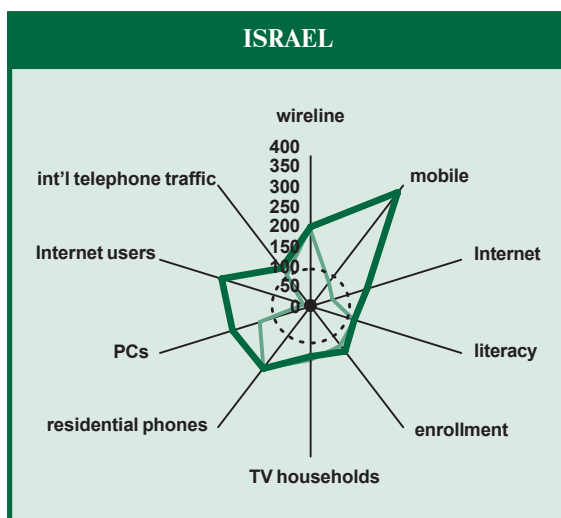 ISRAEL
wireline
400
350
300
250
200
150
100
50
0
int'l telephone traffic
mobile
Internet users
Internet
PCs
literacy
residential phones
enrollment
TV households